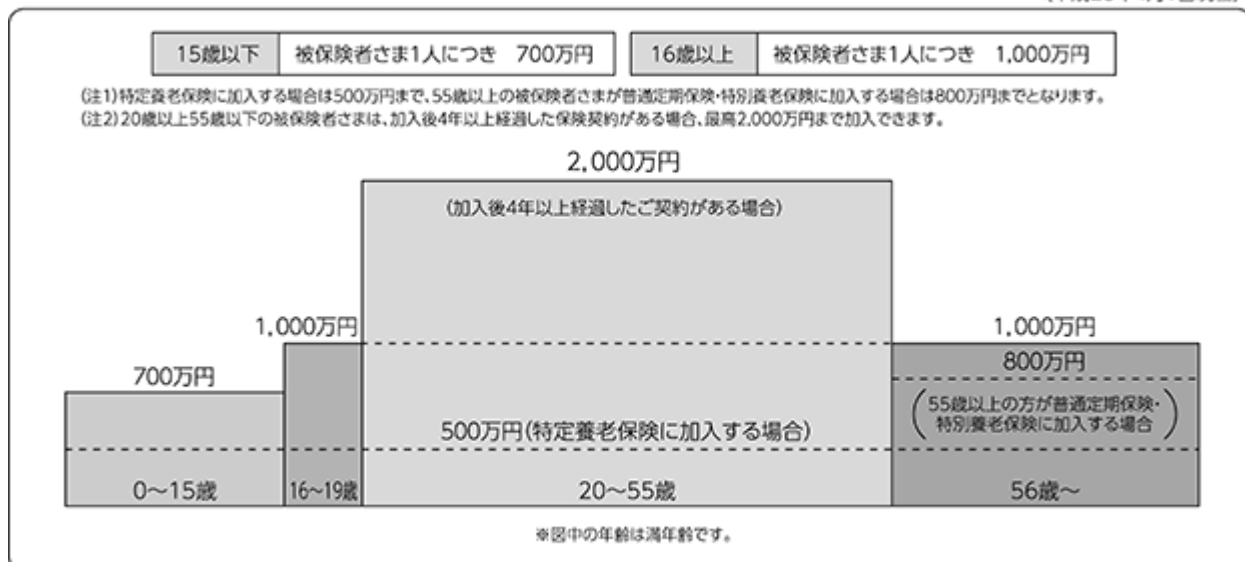 15歳以下 被保険者さま1人につき 700万円 16歳以上 被保険者さま1人につき 1,000万円
(注1)特定養老保険に加入する場合は500万円まで、55歳以上の被保険者さまが普通定期保険・特別養老保険に加入する場合は800万円までとなります。
(注2)20歳以上55歳以下の被保険者さまは、加入後4年以上経過した保険契約がある場合、最高2,000万円まで加入できます。
2,000万円
(加入後4年以上経過したご契約がある場合)
1,000万円 1,000万円
700万円 800万円
(55歳以上の方が普通定期保険・
特別養老保険に加入する場合)
500万円(特定養老保険に加入する場合)
0〜15歳 16〜19歳 20〜55歳 56歳〜
※図中の年齢は満年齢です。